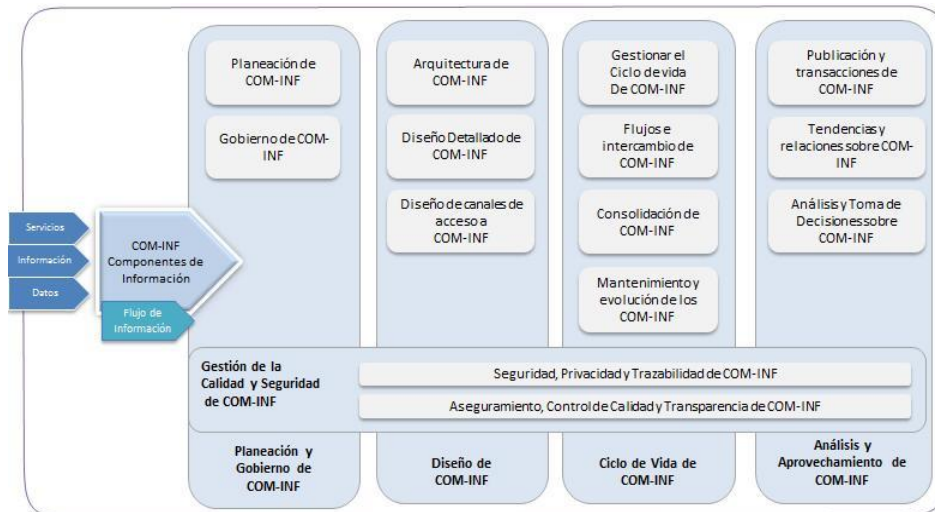 Servicios
Información
Datos
COM-INF
Componentes de
Información
Flujo de
Información
Planeación de
COM-INF
Gobierno de COM-
INF
Planeación y
Gobierno de
COM-INF
Arquitectura de
COM-INF
Diseño Detallado de
COM-INF
Diseño de canales de
acceso a
COM-INF
Diseño de
COM-INF
Gestionar el
Ciclo de vida
De COM-INF
Flujos e
intercambio de
COM-INF
Consolidación de
COM-INF
Mantenimiento y
evolución de los
COM-INF
Ciclo de Vida de
COM-INF
Publicación y
transacciones de
COM-INF
Tendencias y
relaciones sobre COM-
INF
Análisis y Toma de
Decisiones sobre
COM-INF
Análisis y
Aprovechamiento de
COM-INF
Gestión de la
Calidad y Seguridad
de COM-INF
Seguridad, Privacidad y Trazabilidad de COM-INF
Aseguramiento, Control de Calidad y Transparencia de COM-INF